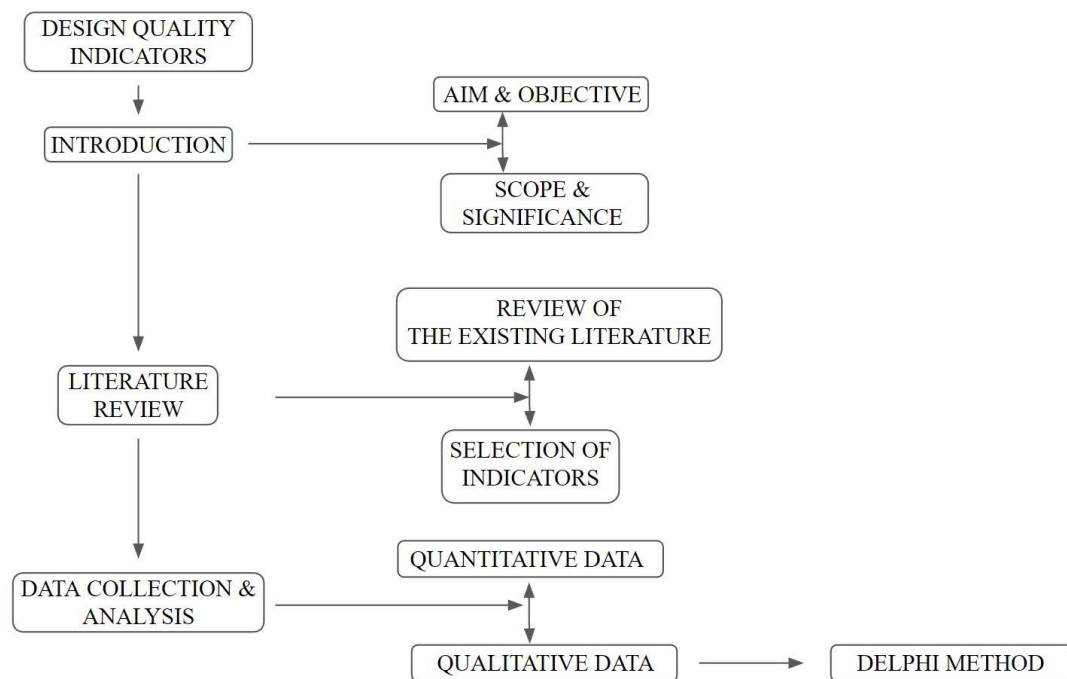 DESIGN QUALITY
INDICATORS
AIM & OBJECTIVE
INTRODUCTION
SCOPE &
SIGNIFICANCE
REVIEW OF
THE EXISTING LITERATURE
LITERATURE
REVIEW
SELECTION OF
INDICATORS
QUANTITATIVE DATA
DATA COLLECTION &
ANALYSIS
QUALITATIVE DATA
DELPHI METHOD